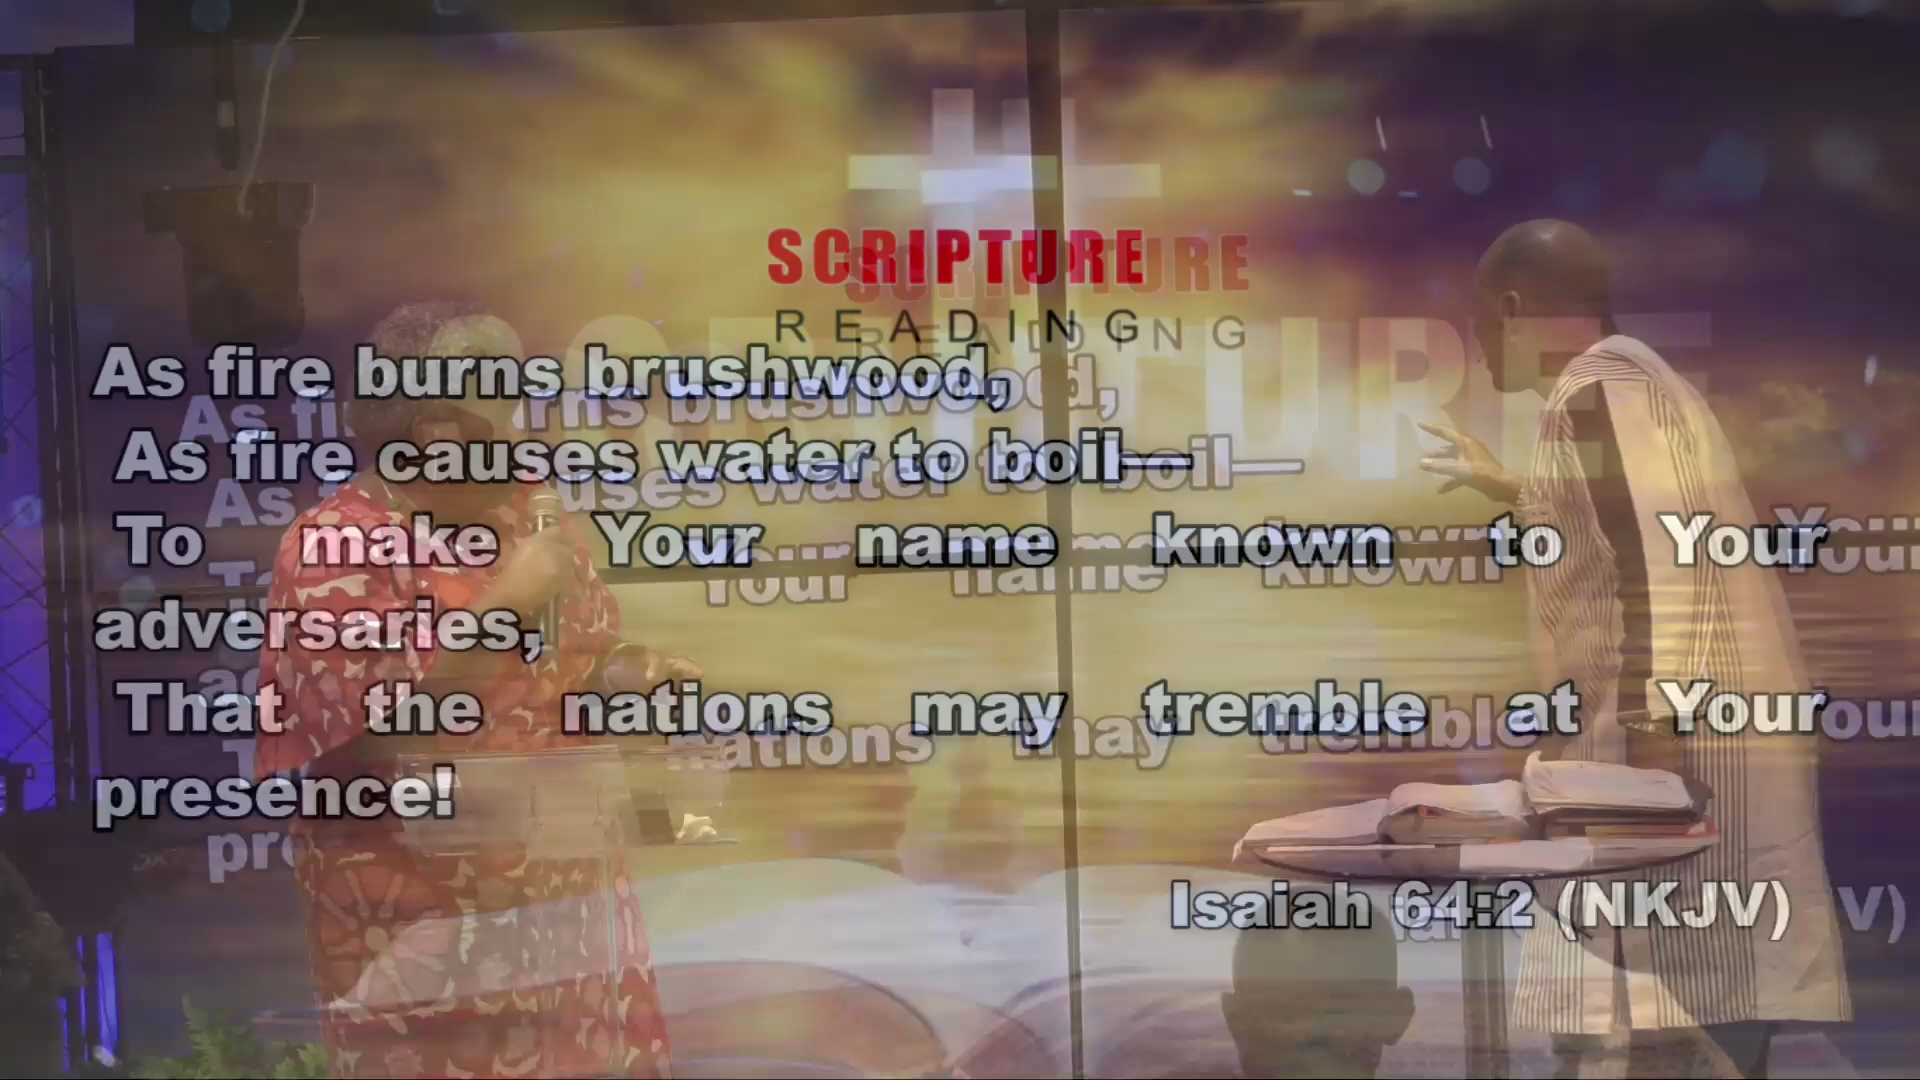 SCRIPTURE
READING
As fire burns brushwood,
As fire causes water to boil—
To make Your name known to Your
adversaries,
That the nations may tremble at Your
presence!
Isaiah 64:2 (NKJV)